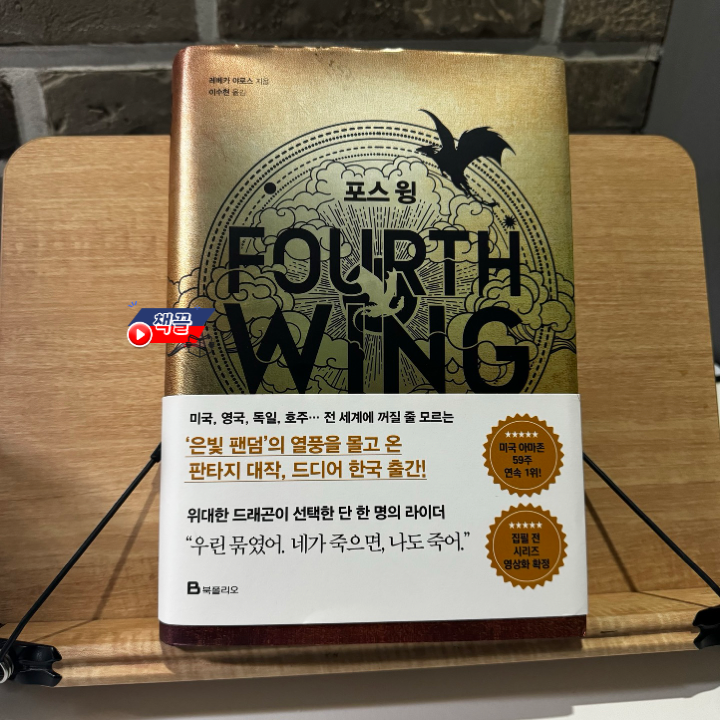 레베카 야로스 지음
이수현 옮김
포스 윙
FOURTH
WING
책끌
미국, 영국, 독일, 호주… 전 세계에 꺼질 줄 모르는
‘은빛 팬덤’의 열풍을 몰고 온
판타지 대작, 드디어 한국 출간!
위대한 드래곤이 선택한 단 한 명의 라이더
“우린 묶였어. 네가 죽으면, 나도 죽어.”
B북폴리오
★★★★★
미국 아마존
59주
연속 1위!
★★★★★
집필 전
시리즈
영상화 확정